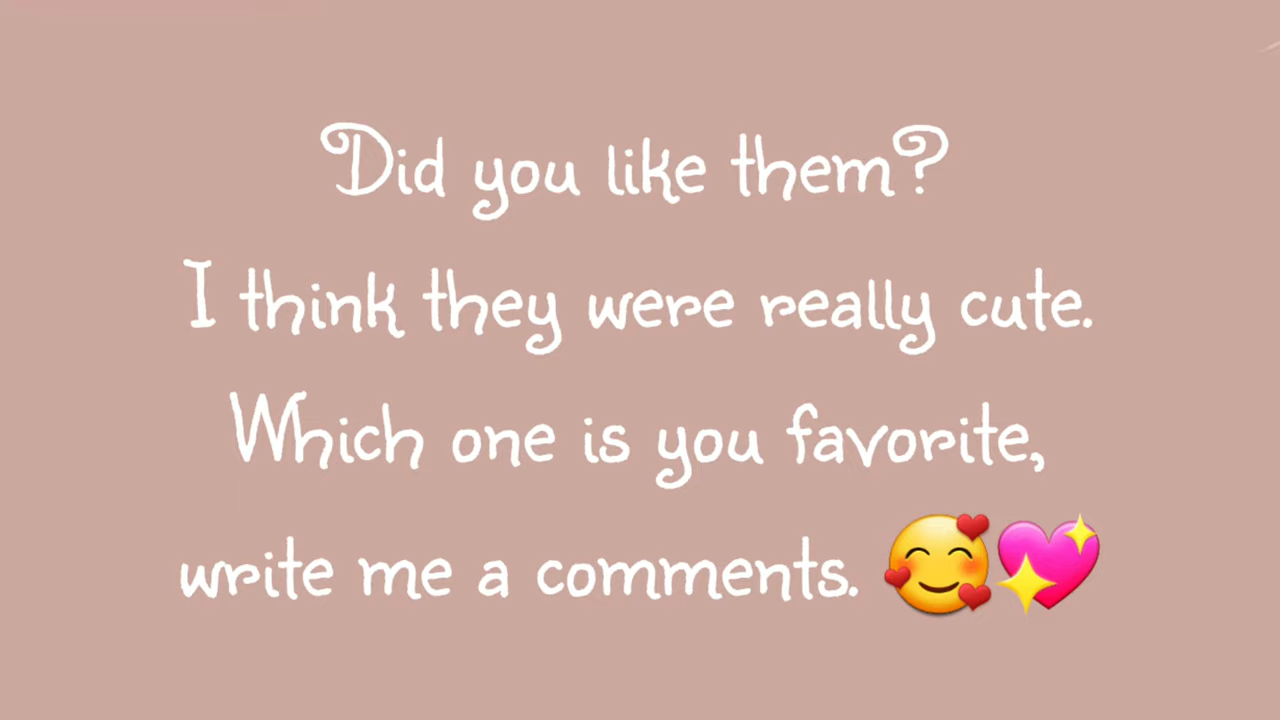 Did you like them?
I think they were really cute.
Which one is you favorite,
write me a comments. 🥰💖